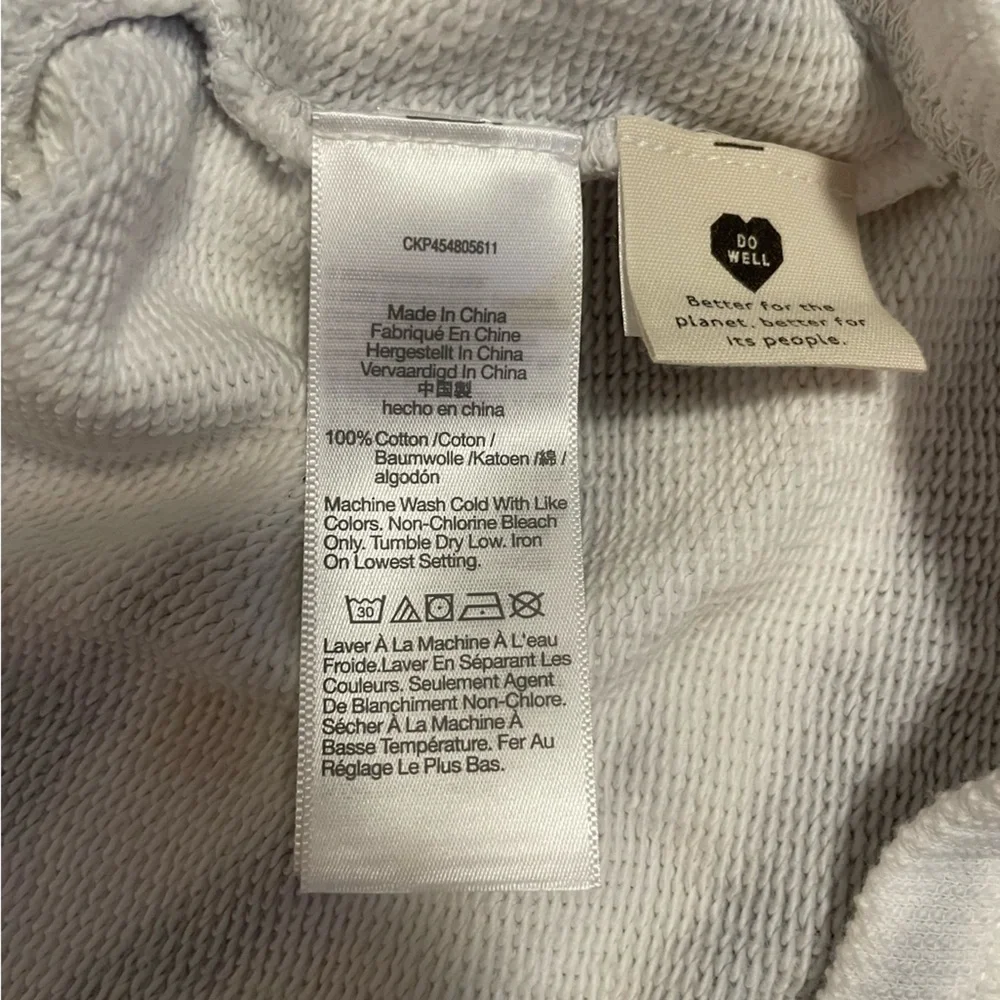 CKP454805611
Made In China
Fabriqué En Chine
Hergestellt In China
Vervaardigd In China
中国製
hecho en china
100% Cotton /Coton /
Baumwolle /Katoen /綿 /
algodón
Machine Wash Cold With Like
Colors. Non-Chlorine Bleach
Only. Tumble Dry Low. Iron
On Lowest Setting.
30
Laver À La Machine À L'eau
Froide.Laver En Séparant Les
Couleurs. Seulement Agent
De Blanchiment Non-Chlore.
Sécher À La Machine À
Basse Température. Fer Au
Réglage Le Plus Bas.
DO
WELL
Better for the
planet, better for
its people.